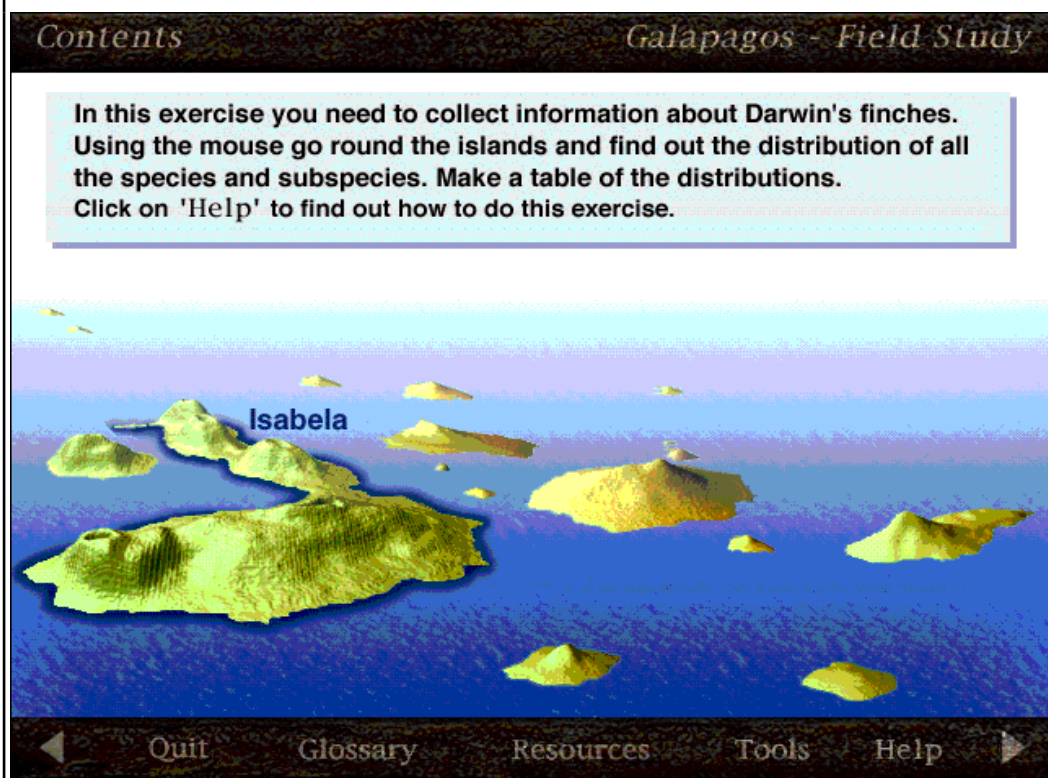 Contents Galapagos - Field Study
In this exercise you need to collect information about Darwin's finches.
Using the mouse go round the islands and find out the distribution of all
the species and subspecies. Make a table of the distributions.
Click on 'Help' to find out how to do this exercise.
Isabela
Quit Glossary Resources Tools Help